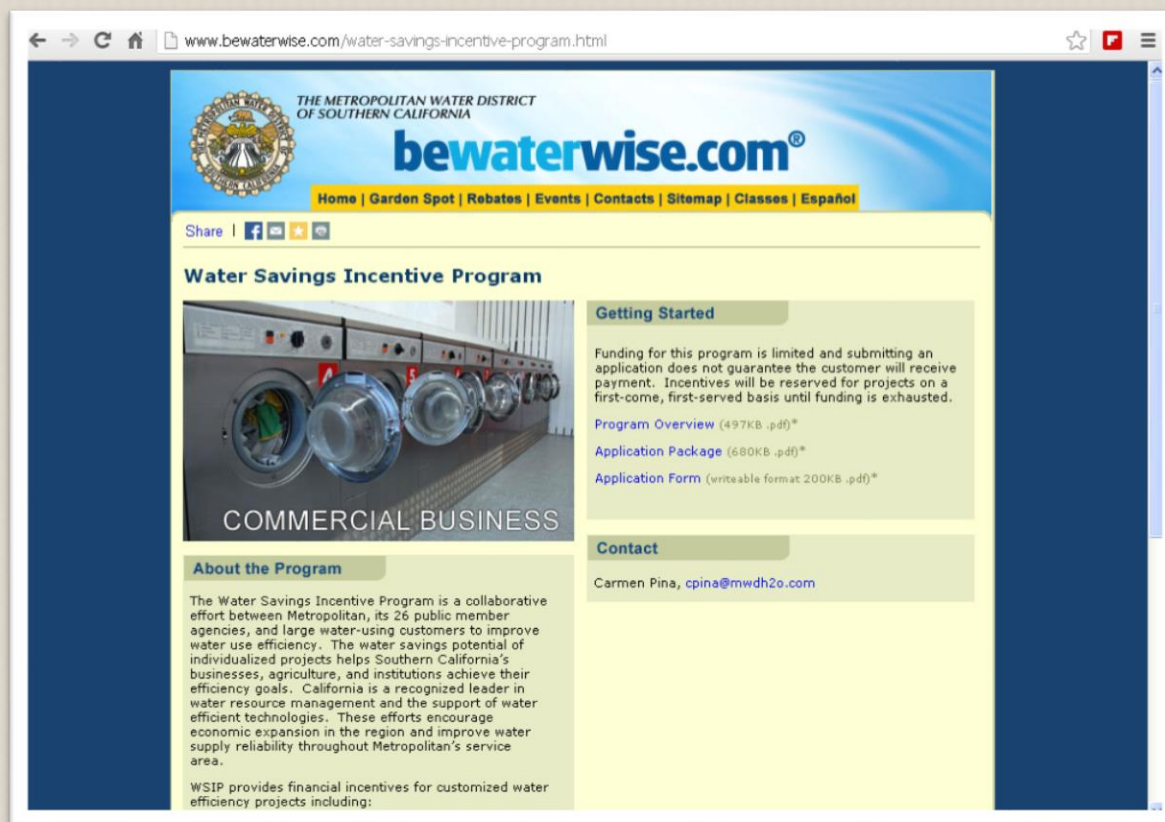 www.bewaterwise.com/water-savings-incentive-program.html
THE METROPOLITAN WATER DISTRICT
OF SOUTHERN CALIFORNIA
bewaterwise.com®
Home | Garden Spot | Rebates | Events | Contacts | Sitemap | Classes | Español
Share |
Water Savings Incentive Program
4
5
COMMERCIAL BUSINESS
About the Program
The Water Savings Incentive Program is a collaborative
effort between Metropolitan, its 26 public member
agencies, and large water-using customers to improve
water use efficiency. The water savings potential of
individualized projects helps Southern California's
businesses, agriculture, and institutions achieve their
efficiency goals. California is a recognized leader in
water resource management and the support of water
efficient technologies. These efforts encourage
economic expansion in the region and improve water
supply reliability throughout Metropolitan's service
area.
WSIP provides financial incentives for customized water
efficiency projects including:
Getting Started
Funding for this program is limited and submitting an
application does not guarantee the customer will receive
payment. Incentives will be reserved for projects on a
first-come, first-served basis until funding is exhausted.
Program Overview (497KB .pdf)*
Application Package (680KB .pdf)*
Application Form (writeable format 200KB .pdf)*
Contact
Carmen Pina, cpina@mwdh2o.com